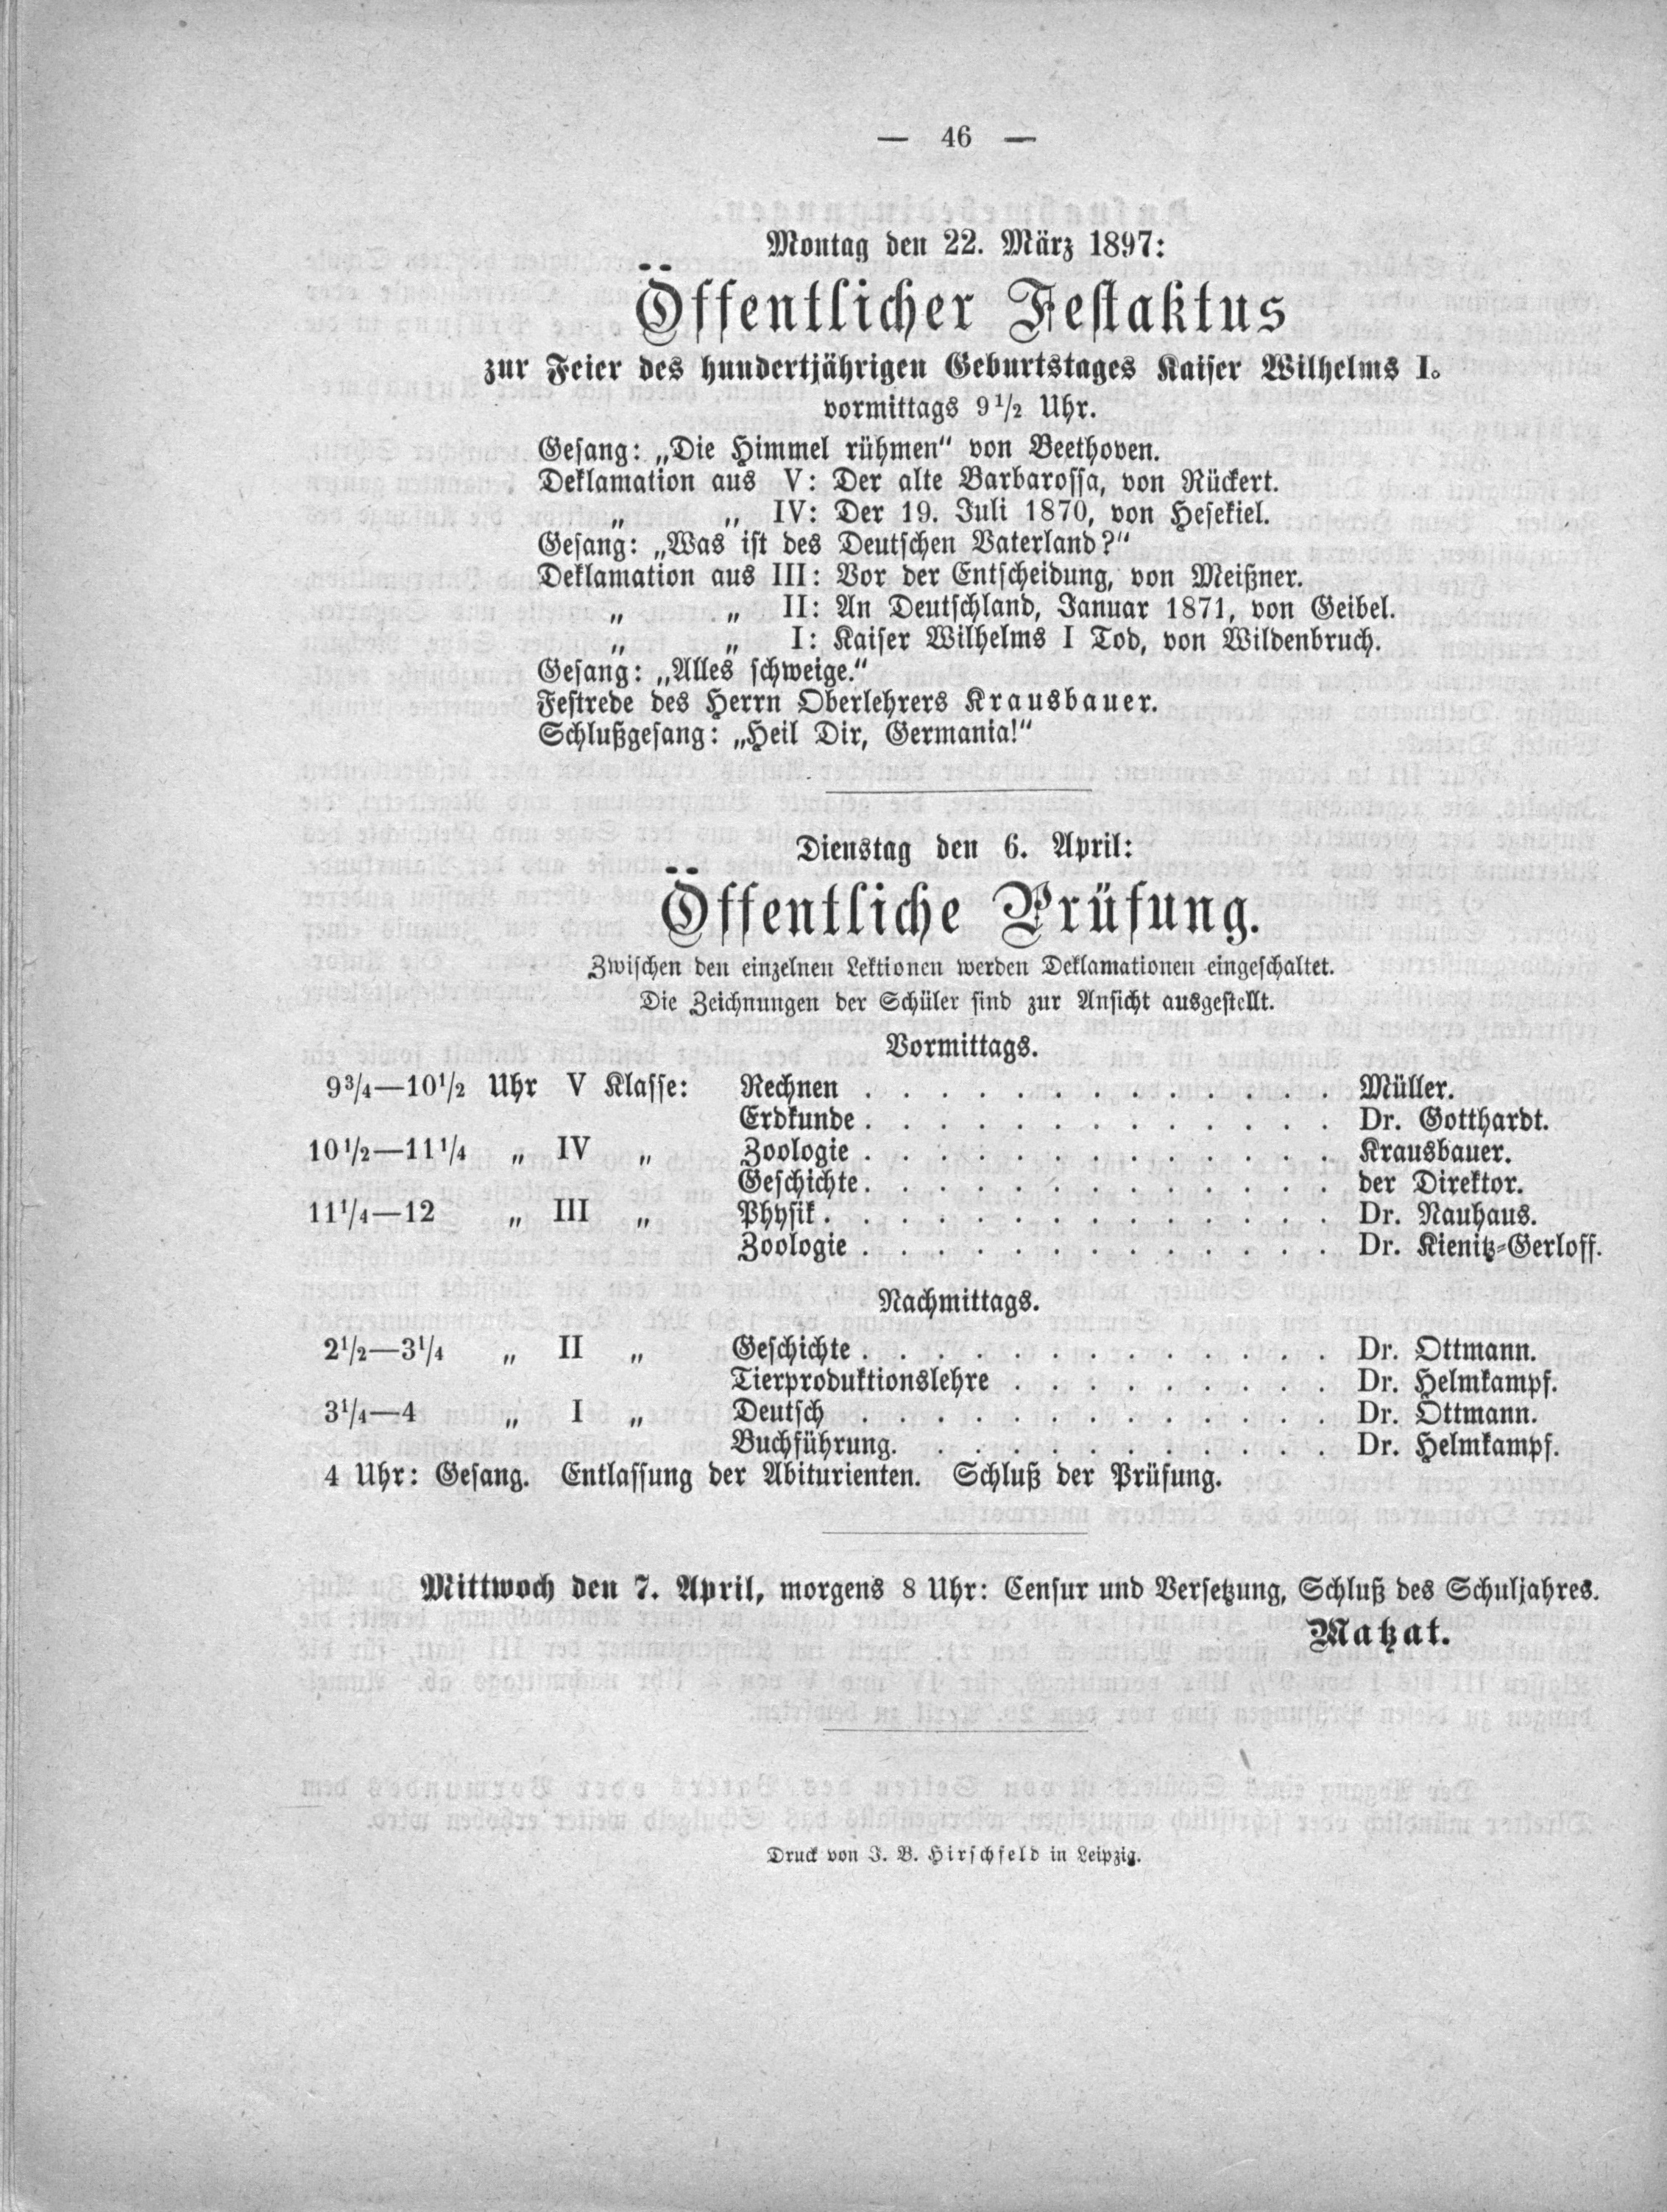 — 46 —
Montag den 22. März 1897:
Öffentlicher Festaktus
zur Feier des hundertjährigen Geburtstages Kaiser Wilhelms I.
vormittags 9½ Uhr.
Gesang: „Die Himmel rühmen“ von Beethoven.
Deklamation aus V: Der alte Barbarossa, von Rückert.
„ „ IV: Der 19. Juli 1870, von Hesekiel.
Gesang: „Was ist des Deutschen Vaterland?“
Deklamation aus III: Vor der Entscheidung, von Meißner.
„ „ II: An Deutschland, Januar 1871, von Geibel.
„ „ I: Kaiser Wilhelms I Tod, von Wildenbruch.
Gesang: „Alles schweige.“
Festrede des Herrn Oberlehrers Krausbauer.
Schlußgesang: „Heil Dir, Germania!“
Dienstag den 6. April:
Öffentliche Prüfung.
Zwischen den einzelnen Lektionen werden Deklamationen eingeschaltet.
Die Zeichnungen der Schüler sind zur Ansicht ausgestellt.
Vormittags.
9¾—10½ Uhr V Klasse: Rechnen . . . . . . . . . . . . . Müller.
Erdkunde . . . . . . . . . . . . . Dr. Gotthardt.
10½—11¼ „ IV „ Zoologie . . . . . . . . . . . . . Krausbauer.
Geschichte . . . . . . . . . . . . . der Direktor.
11¼—12 „ III „ Physik . . . . . . . . . . . . . . Dr. Nauhaus.
Zoologie . . . . . . . . . . . . . Dr. Kienitz-Gerloff.
Nachmittags.
2½—3¼ „ II „ Geschichte . . . . . . . . . . . . . Dr. Ottmann.
Tierproduktionslehre . . . . . . . . . Dr. Helmkampf.
3¼—4 „ I „ Deutsch . . . . . . . . . . . . . Dr. Ottmann.
Buchführung. . . . . . . . . . . . Dr. Helmkampf.
4 Uhr: Gesang. Entlassung der Abiturienten. Schluß der Prüfung.
Mittwoch den 7. April, morgens 8 Uhr: Censur und Versetzung, Schluß des Schuljahres.
Matzat.
Druck von J. B. Hirschfeld in Leipzig.